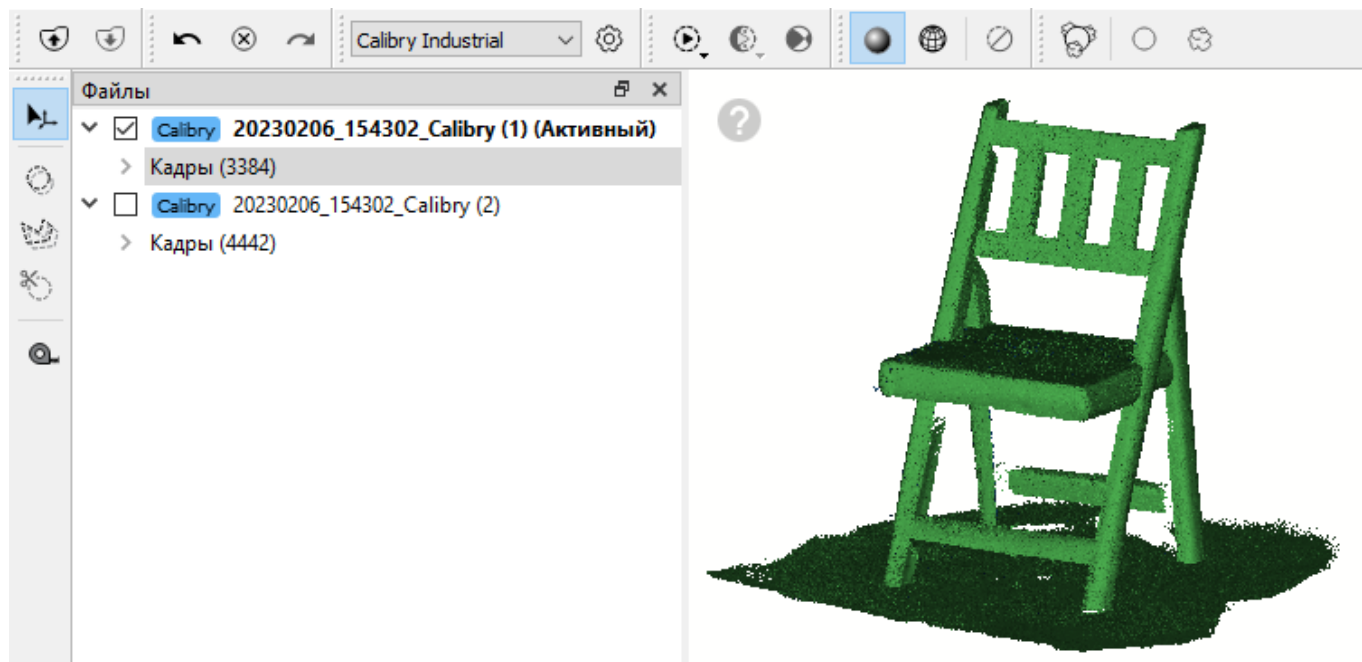 Calibry Industrial
Файлы
Calibry 20230206_154302_Calibry (1) (Активный)
Кадры (3384)
Calibry 20230206_154302_Calibry (2)
Кадры (4442)
?